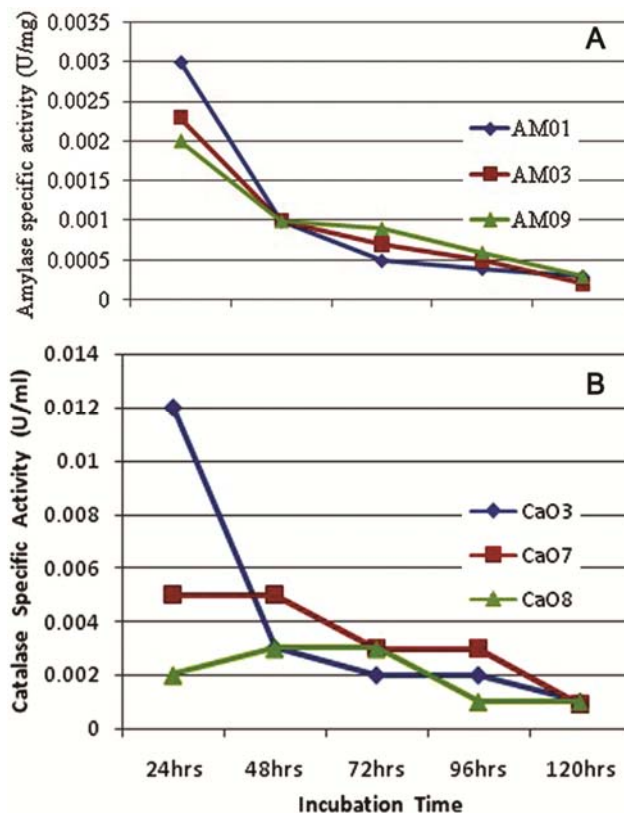 A
Amylase specific activity (U/mg)
0.0035
0.003
0.0025
0.002
0.0015
0.001
0.0005
0
AM01
AM03
AM09
B
Catalase Specific Activity (U/ml)
0.014
0.012
0.01
0.008
0.006
0.004
0.002
0
CaO3
CaO7
CaO8
24hrs 48hrs 72hrs 96hrs 120hrs
Incubation Time